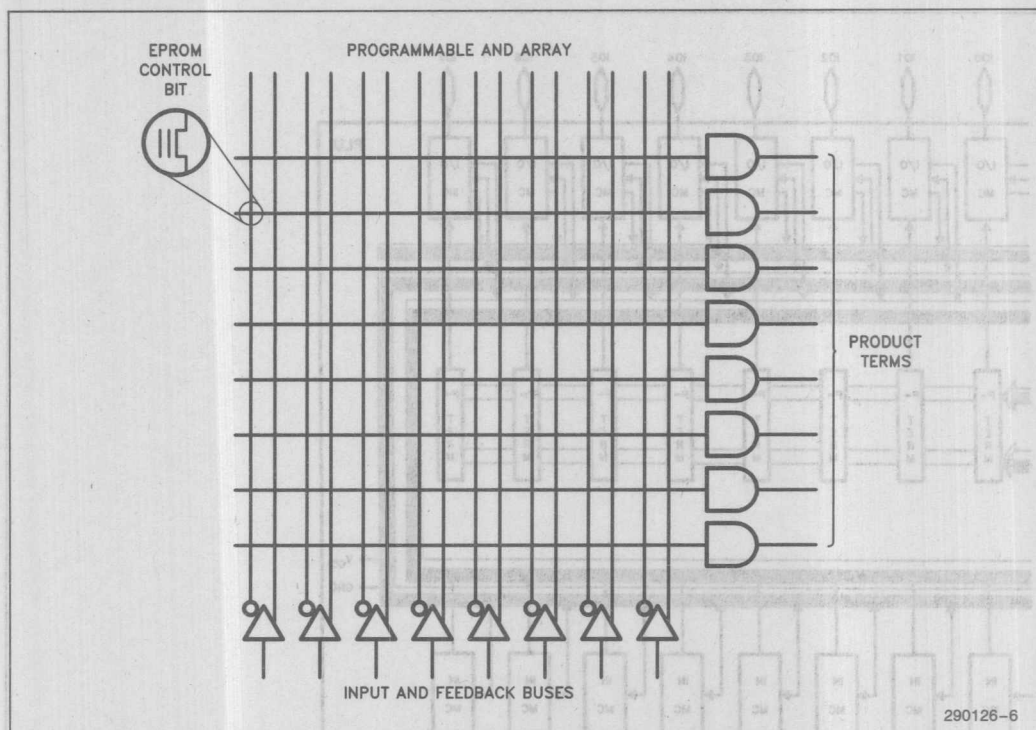 EPROM
CONTROL
BIT
PROGRAMMABLE AND ARRAY
PRODUCT
TERMS
INPUT AND FEEDBACK BUSES
290126-6